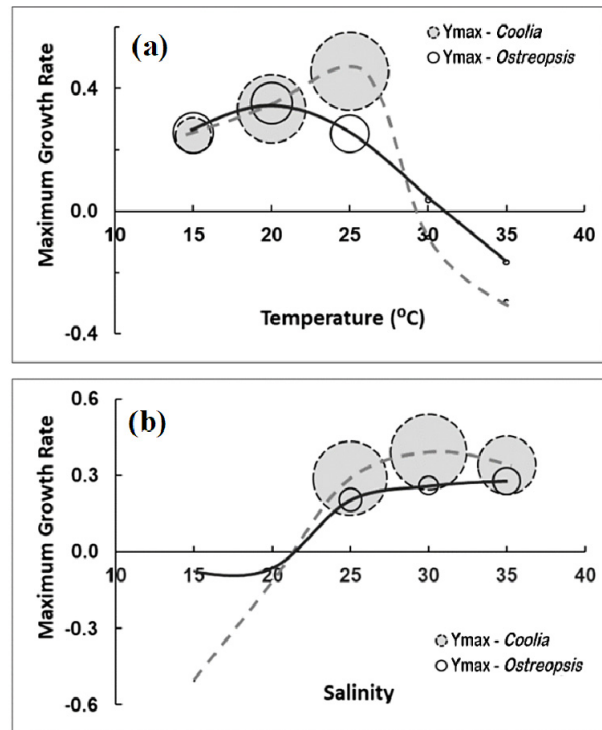 (a)
Ymax - Coolia
Ymax - Ostreopsis
Maximum Growth Rate
0.4
0.0
-0.4
10 15 20 25 30 35 40
Temperature (⁰C)
(b)
Maximum Growth Rate
0.6
0.3
0.0
-0.3
-0.6
10 15 20 25 30 35 40
Ymax - Coolia
Ymax - Ostreopsis
Salinity